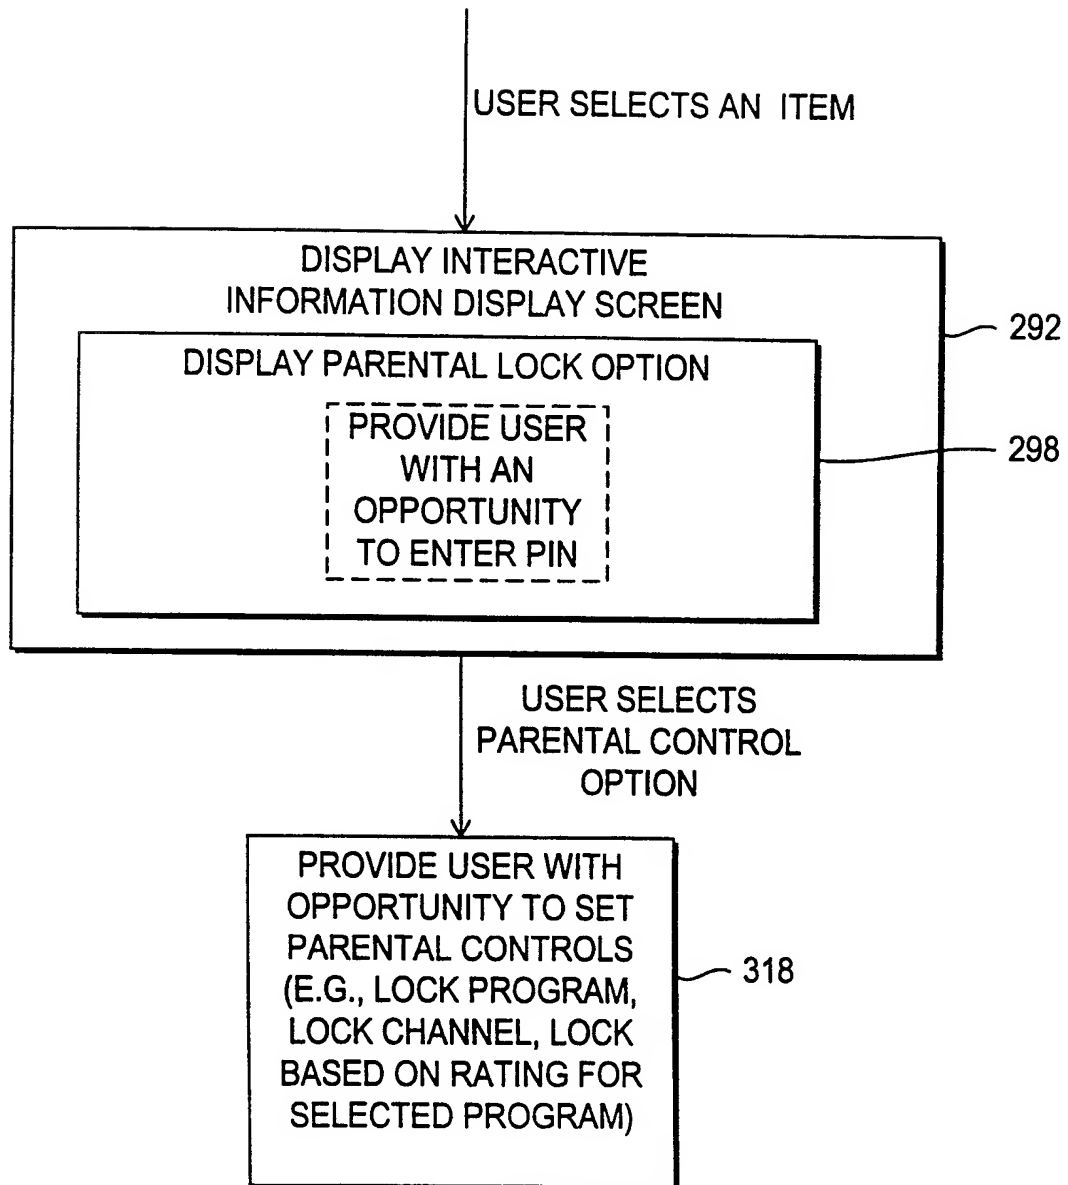 USER SELECTS AN ITEM
DISPLAY INTERACTIVE
INFORMATION DISPLAY SCREEN
292
DISPLAY PARENTAL LOCK OPTION
PROVIDE USER
WITH AN
OPPORTUNITY
TO ENTER PIN
298
USER SELECTS
PARENTAL CONTROL
OPTION
PROVIDE USER WITH
OPPORTUNITY TO SET
PARENTAL CONTROLS
(E.G., LOCK PROGRAM,
LOCK CHANNEL, LOCK
BASED ON RATING FOR
SELECTED PROGRAM)
318